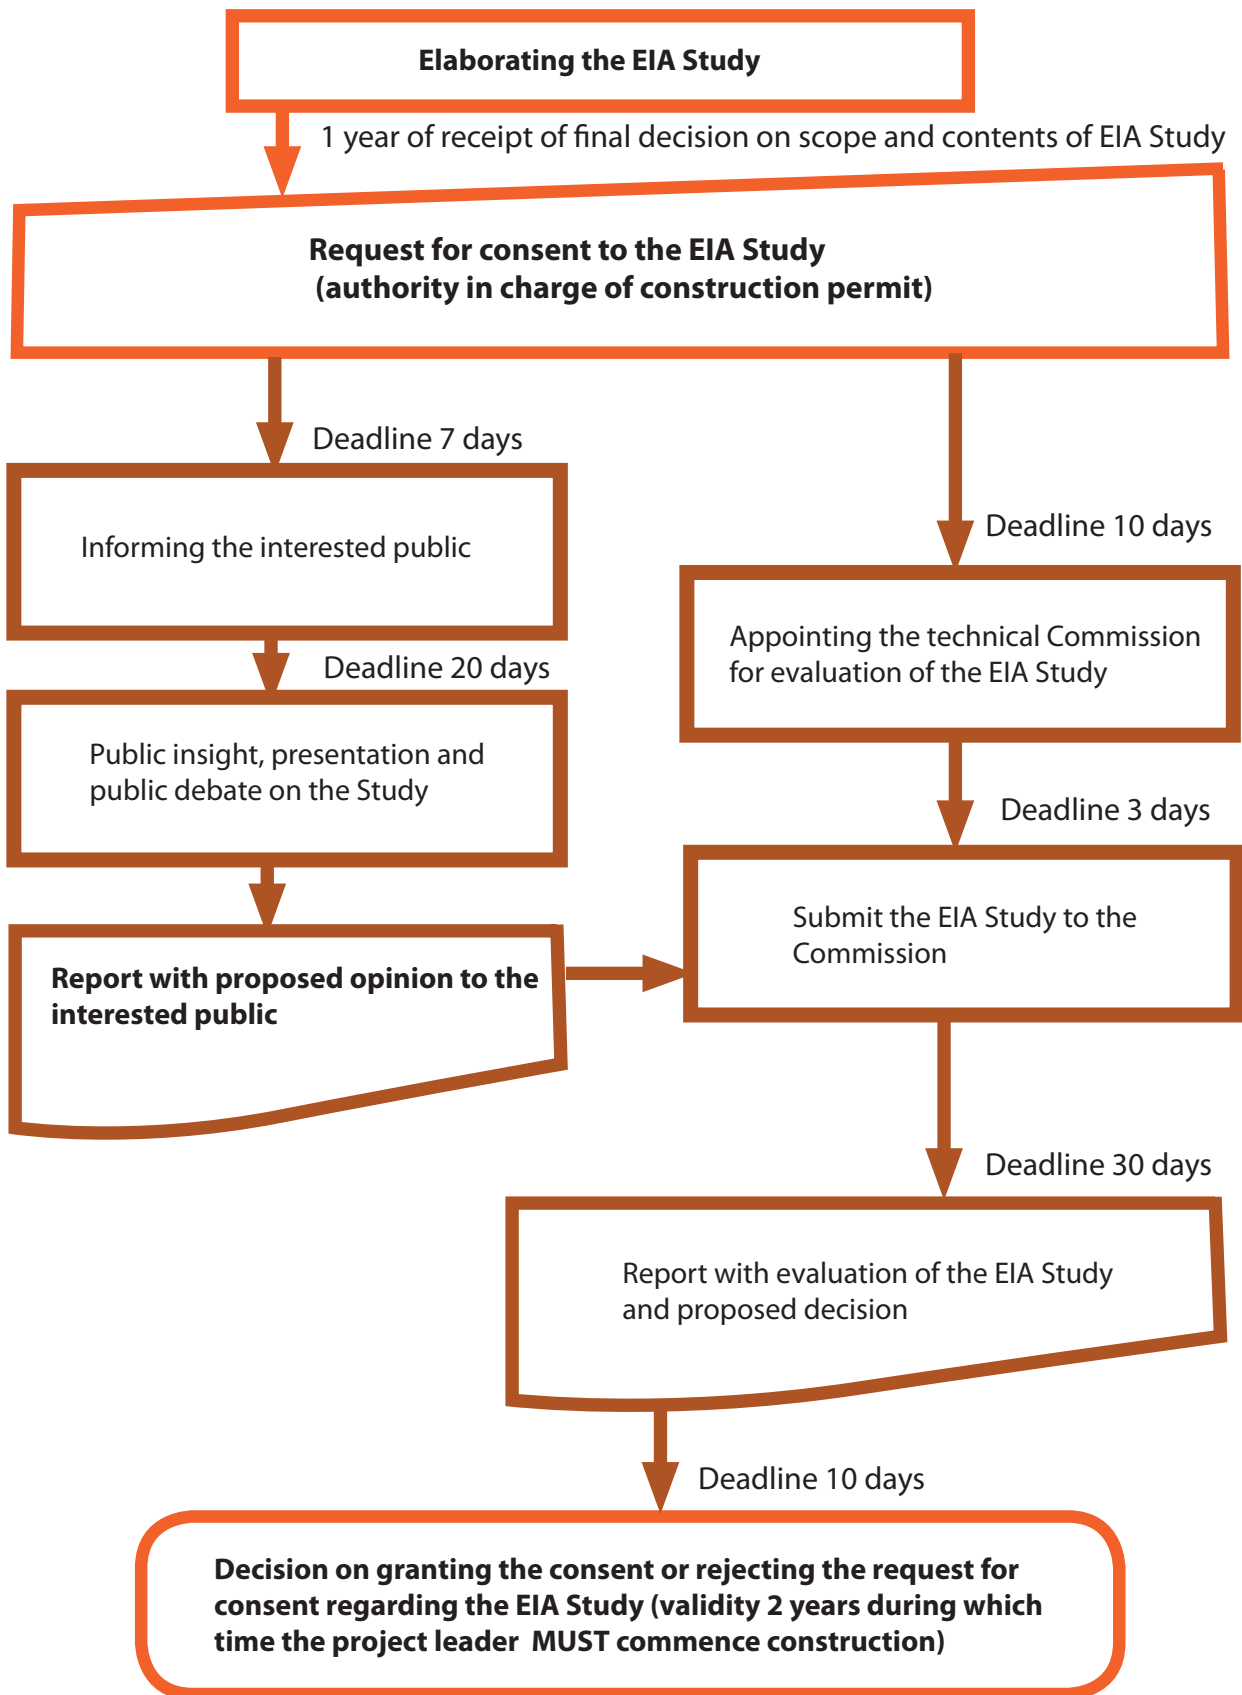 Elaborating the EIA Study
1 year of receipt of final decision on scope and contents of EIA Study
Request for consent to the EIA Study
(authority in charge of construction permit)
Deadline 7 days
Informing the interested public
Deadline 20 days
Public insight, presentation and
public debate on the Study
Report with proposed opinion to the
interested public
Deadline 10 days
Appointing the technical Commission
for evaluation of the EIA Study
Deadline 3 days
Submit the EIA Study to the
Commission
Deadline 30 days
Report with evaluation of the EIA Study
and proposed decision
Deadline 10 days
Decision on granting the consent or rejecting the request for
consent regarding the EIA Study (validity 2 years during which
time the project leader MUST commence construction)